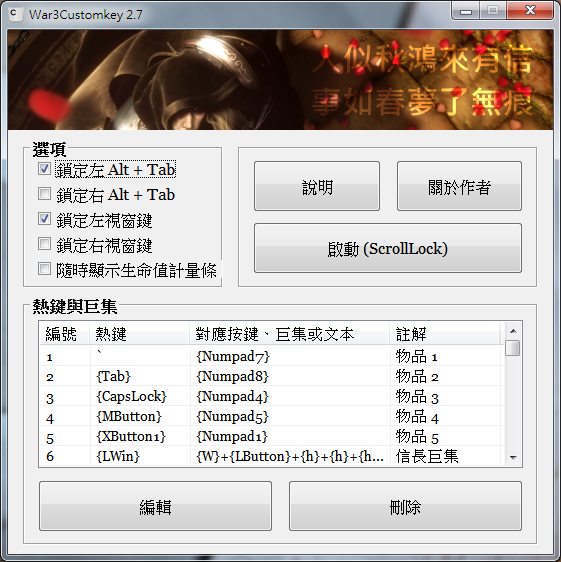 War3Customkey 2.7
人似秋鴻來有信
事如春夢了無痕
選項
鎖定左 Alt + Tab
鎖定右 Alt + Tab
鎖定左視窗鍵
鎖定右視窗鍵
隨時顯示生命值計量條
說明
關於作者
啟動 (ScrollLock)
熱鍵與巨集
編號 熱鍵 對應按鍵、巨集或文本 註解
1 ` {Numpad7} 物品 1
2 {Tab} {Numpad8} 物品 2
3 {CapsLock} {Numpad4} 物品 3
4 {MButton} {Numpad5} 物品 4
5 {XButton1} {Numpad1} 物品 5
6 {LWin} {W}+{LButton}+{h}+{h}+{h... 信長巨集
編輯
刪除